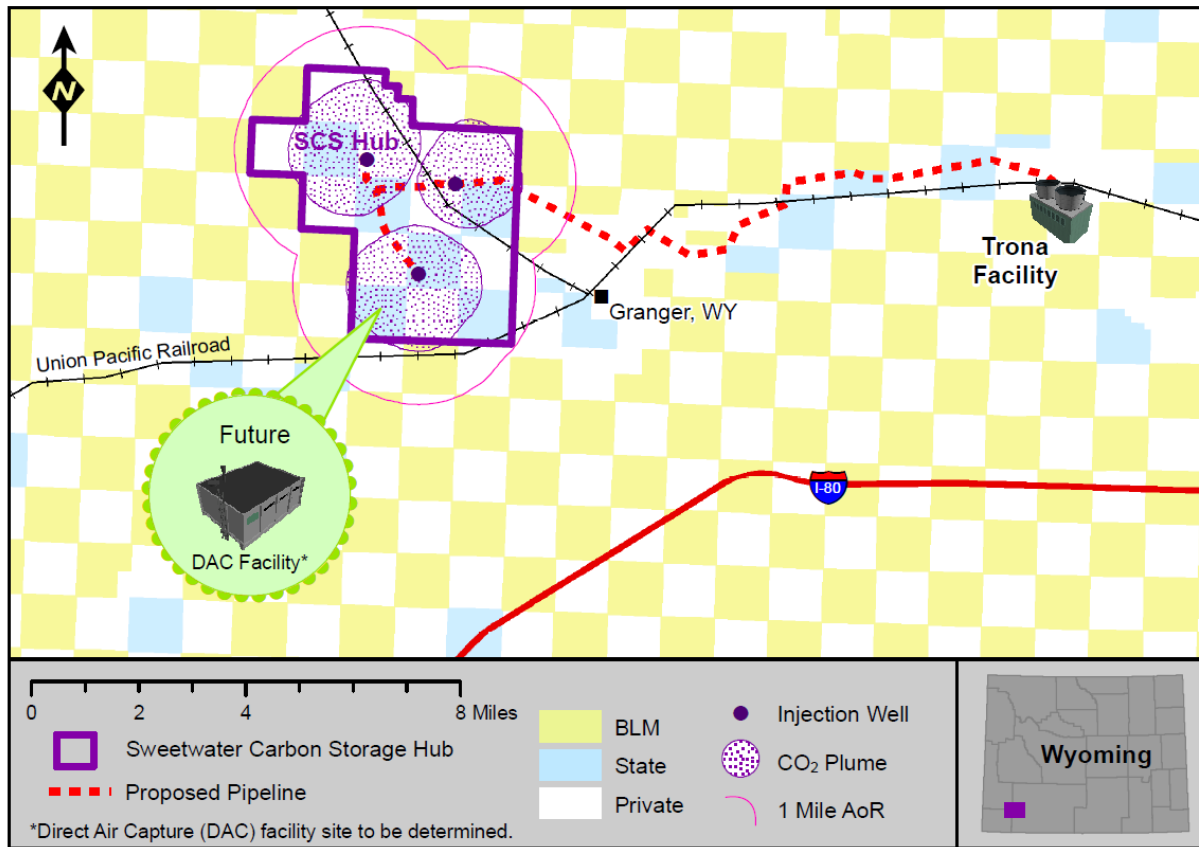 N
SCS Hub
Trona
Facility
Granger, WY
Union Pacific Railroad
Future
DAC Facility*
I-80
0 2 4 8 Miles
Sweetwater Carbon Storage Hub
Proposed Pipeline
*Direct Air Capture (DAC) facility site to be determined.
BLM
State
Private
Injection Well
CO₂ Plume
1 Mile AoR
Wyoming